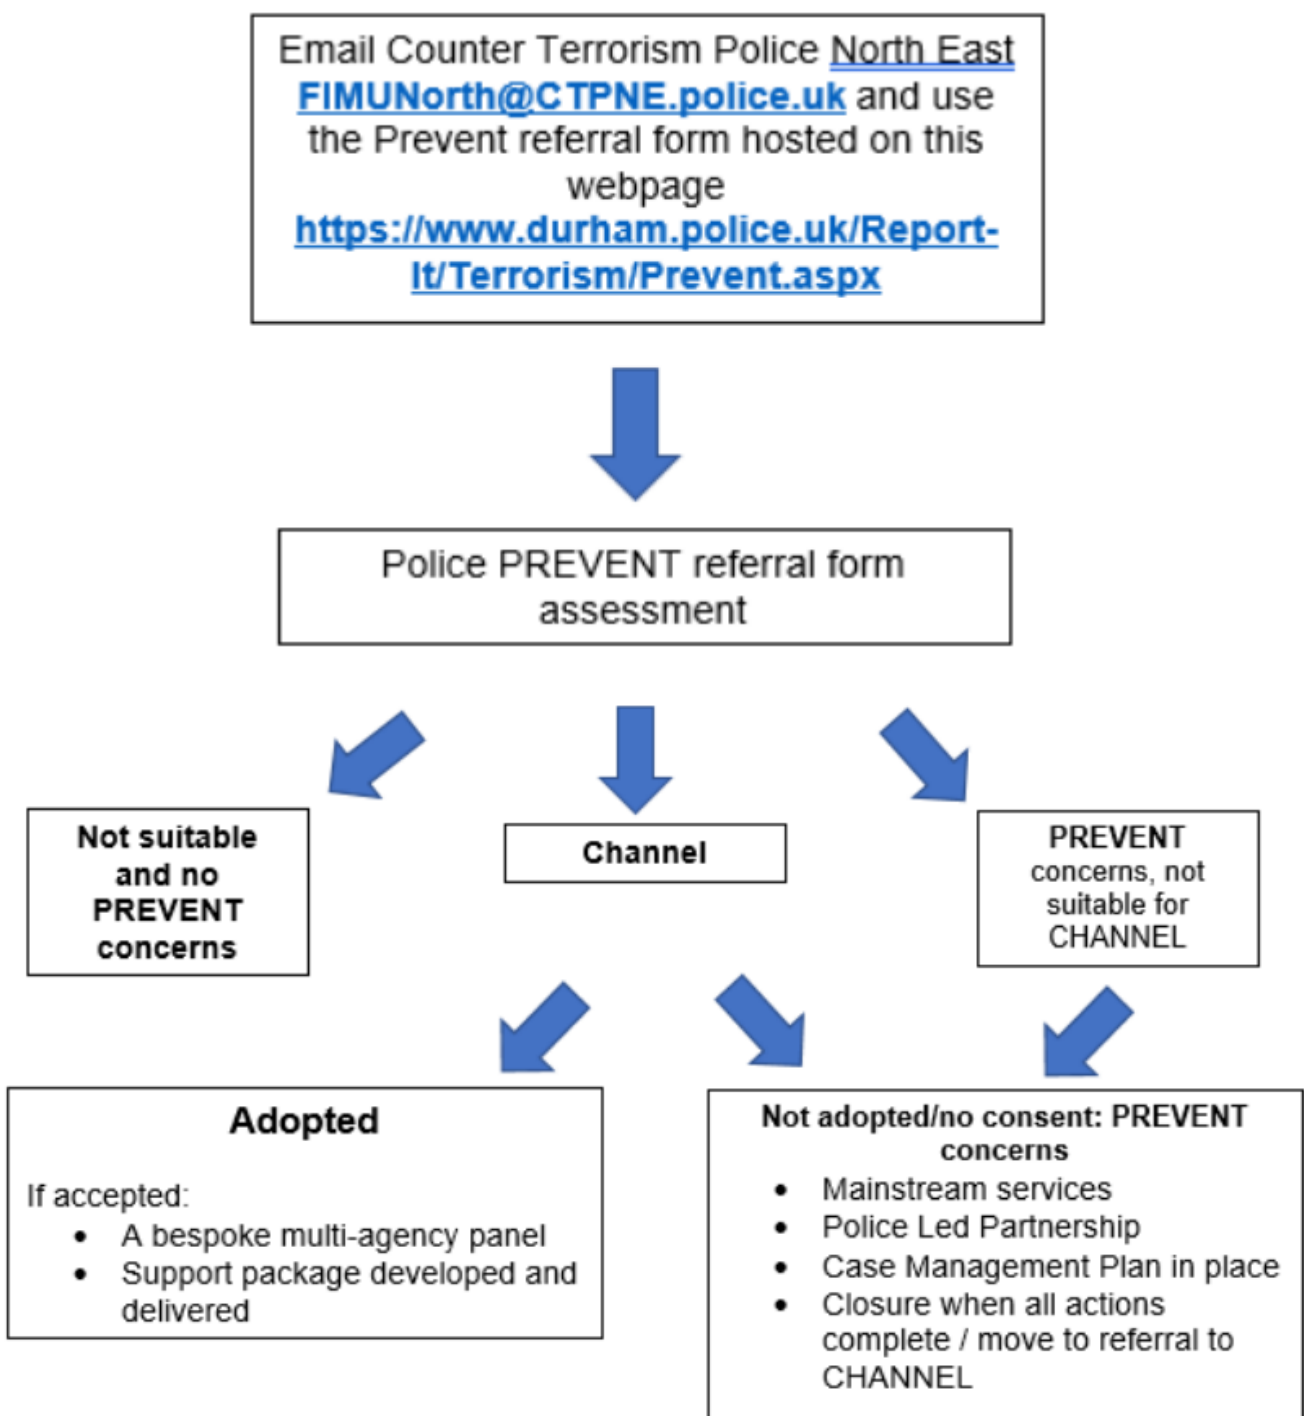 Email Counter Terrorism Police North East
FIMUNorth@CTPNE.police.uk and use
the Prevent referral form hosted on this
webpage
https://www.durham.police.uk/Report-
It/Terrorism/Prevent.aspx
Police PREVENT referral form
assessment
Not suitable
and no
PREVENT
concerns
Channel
PREVENT
concerns, not
suitable for
CHANNEL
Adopted
If accepted:
• A bespoke multi-agency panel
• Support package developed and
delivered
Not adopted/no consent: PREVENT
concerns
• Mainstream services
• Police Led Partnership
• Case Management Plan in place
• Closure when all actions
complete / move to referral to
CHANNEL